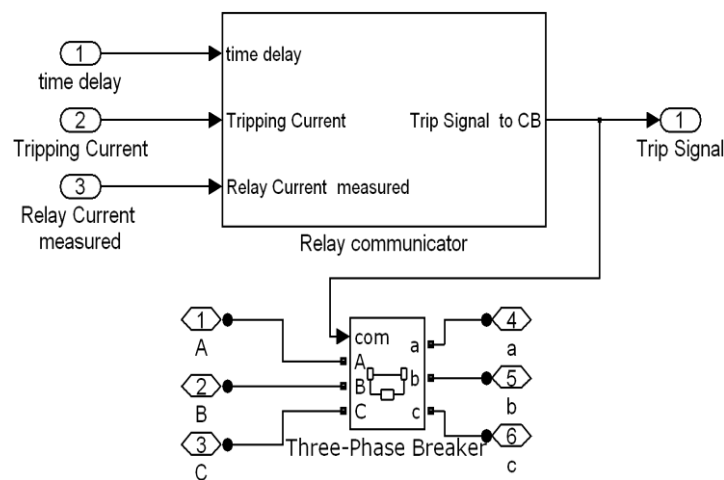 1
time delay
time delay
2
Tripping Current
Tripping Current
Trip Signal to CB
1
Trip Signal
3
Relay Current
measured
Relay Current measured
Relay communicator
1
A
2
B
3
C
com
A
B
C
a
b
c
Three-Phase Breaker
4
a
5
b
6
c